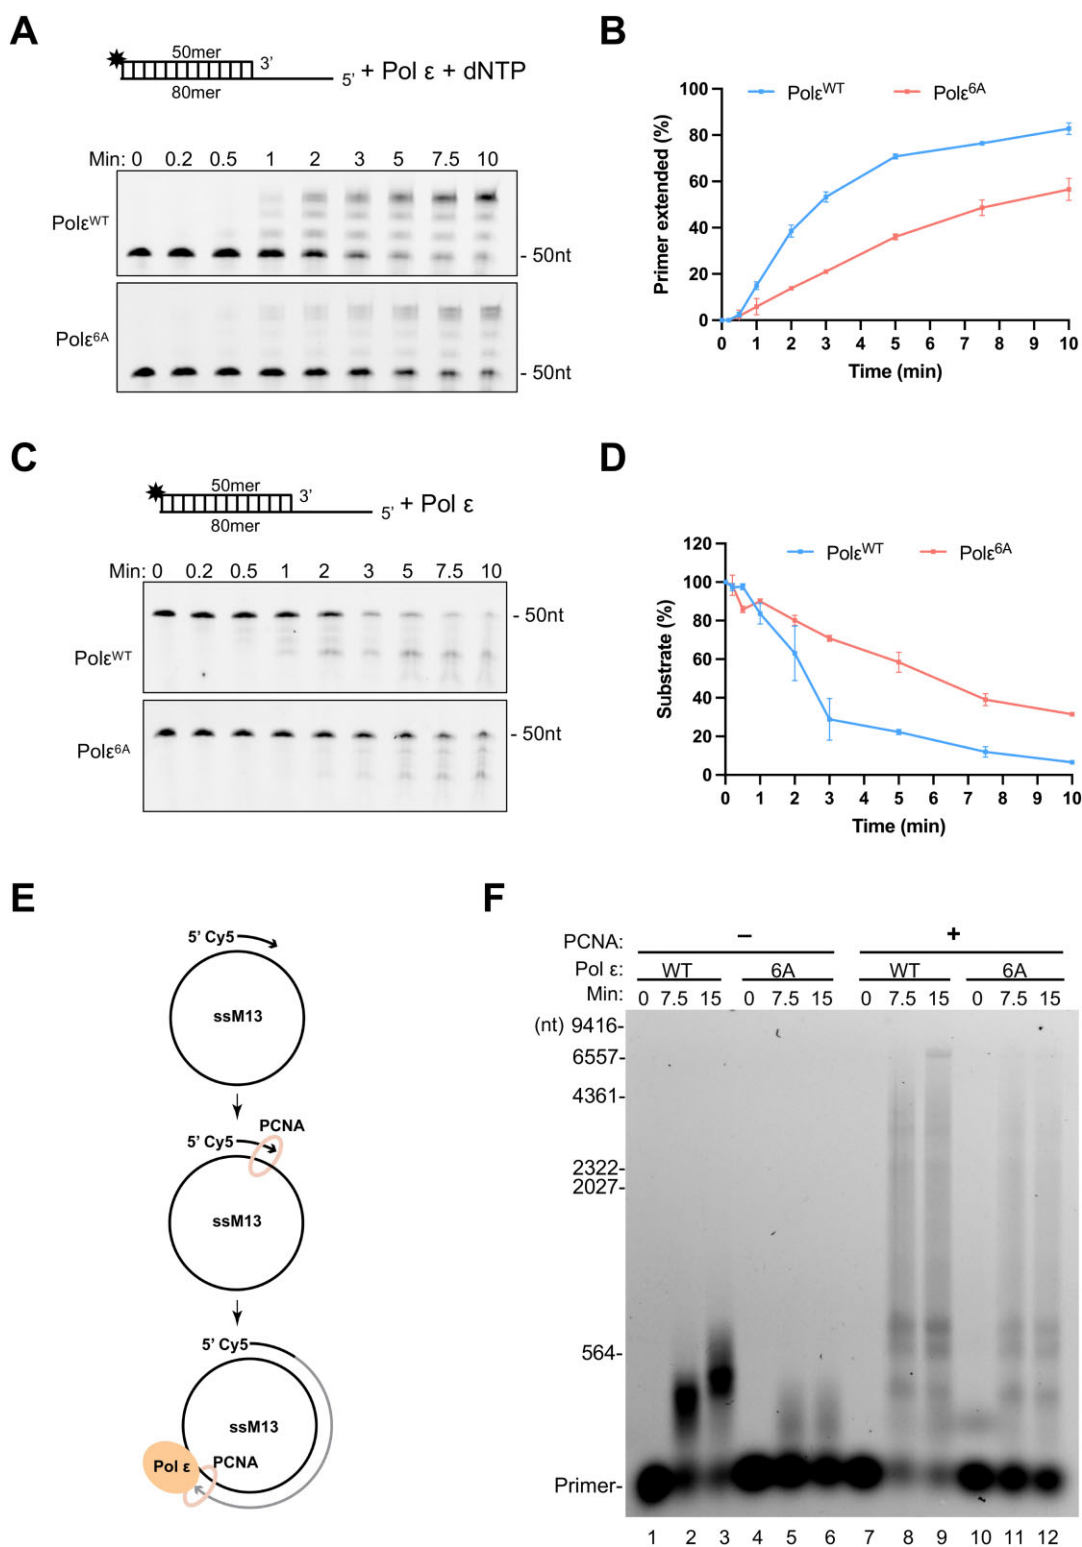 A
50mer
3'
80mer
5' + Pol ε + dNTP
Min: 0 0.2 0.5 1 2 3 5 7.5 10
PolεWT
- 50nt
Polε6A
- 50nt
B
PolεWT Polε6A
Primer extended (%)
100
80
60
40
20
0
0 1 2 3 4 5 6 7 8 9 10
Time (min)
C
50mer
3'
80mer
5' + Pol ε
Min: 0 0.2 0.5 1 2 3 5 7.5 10
- 50nt
PolεWT
- 50nt
Polε6A
D
PolεWT Polε6A
Substrate (%)
120
100
80
60
40
20
0
0 1 2 3 4 5 6 7 8 9 10
Time (min)
E
5' Cy5
ssM13
PCNA
5' Cy5
ssM13
5' Cy5
ssM13
Pol ε
PCNA
F
PCNA: – +
Pol ε: WT 6A WT 6A
Min: 0 7.5 15 0 7.5 15 0 7.5 15 0 7.5 15
(nt) 9416-
6557-
4361-
2322-
2027-
564-
Primer-
1 2 3 4 5 6 7 8 9 10 11 12